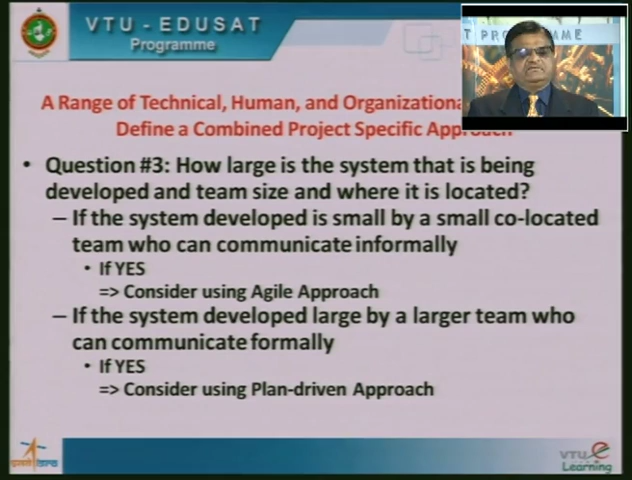 VTU - EDUSAT
Programme
T PROGRAMME
A Range of Technical, Human, and Organizational
Define a Combined Project Specific Approach
• Question #3: How large is the system that is being
developed and team size and where it is located?
– If the system developed is small by a small co-located
team who can communicate informally
• If YES
=> Consider using Agile Approach
– If the system developed large by a larger team who
can communicate formally
• If YES
=> Consider using Plan-driven Approach
VTU e
Learning